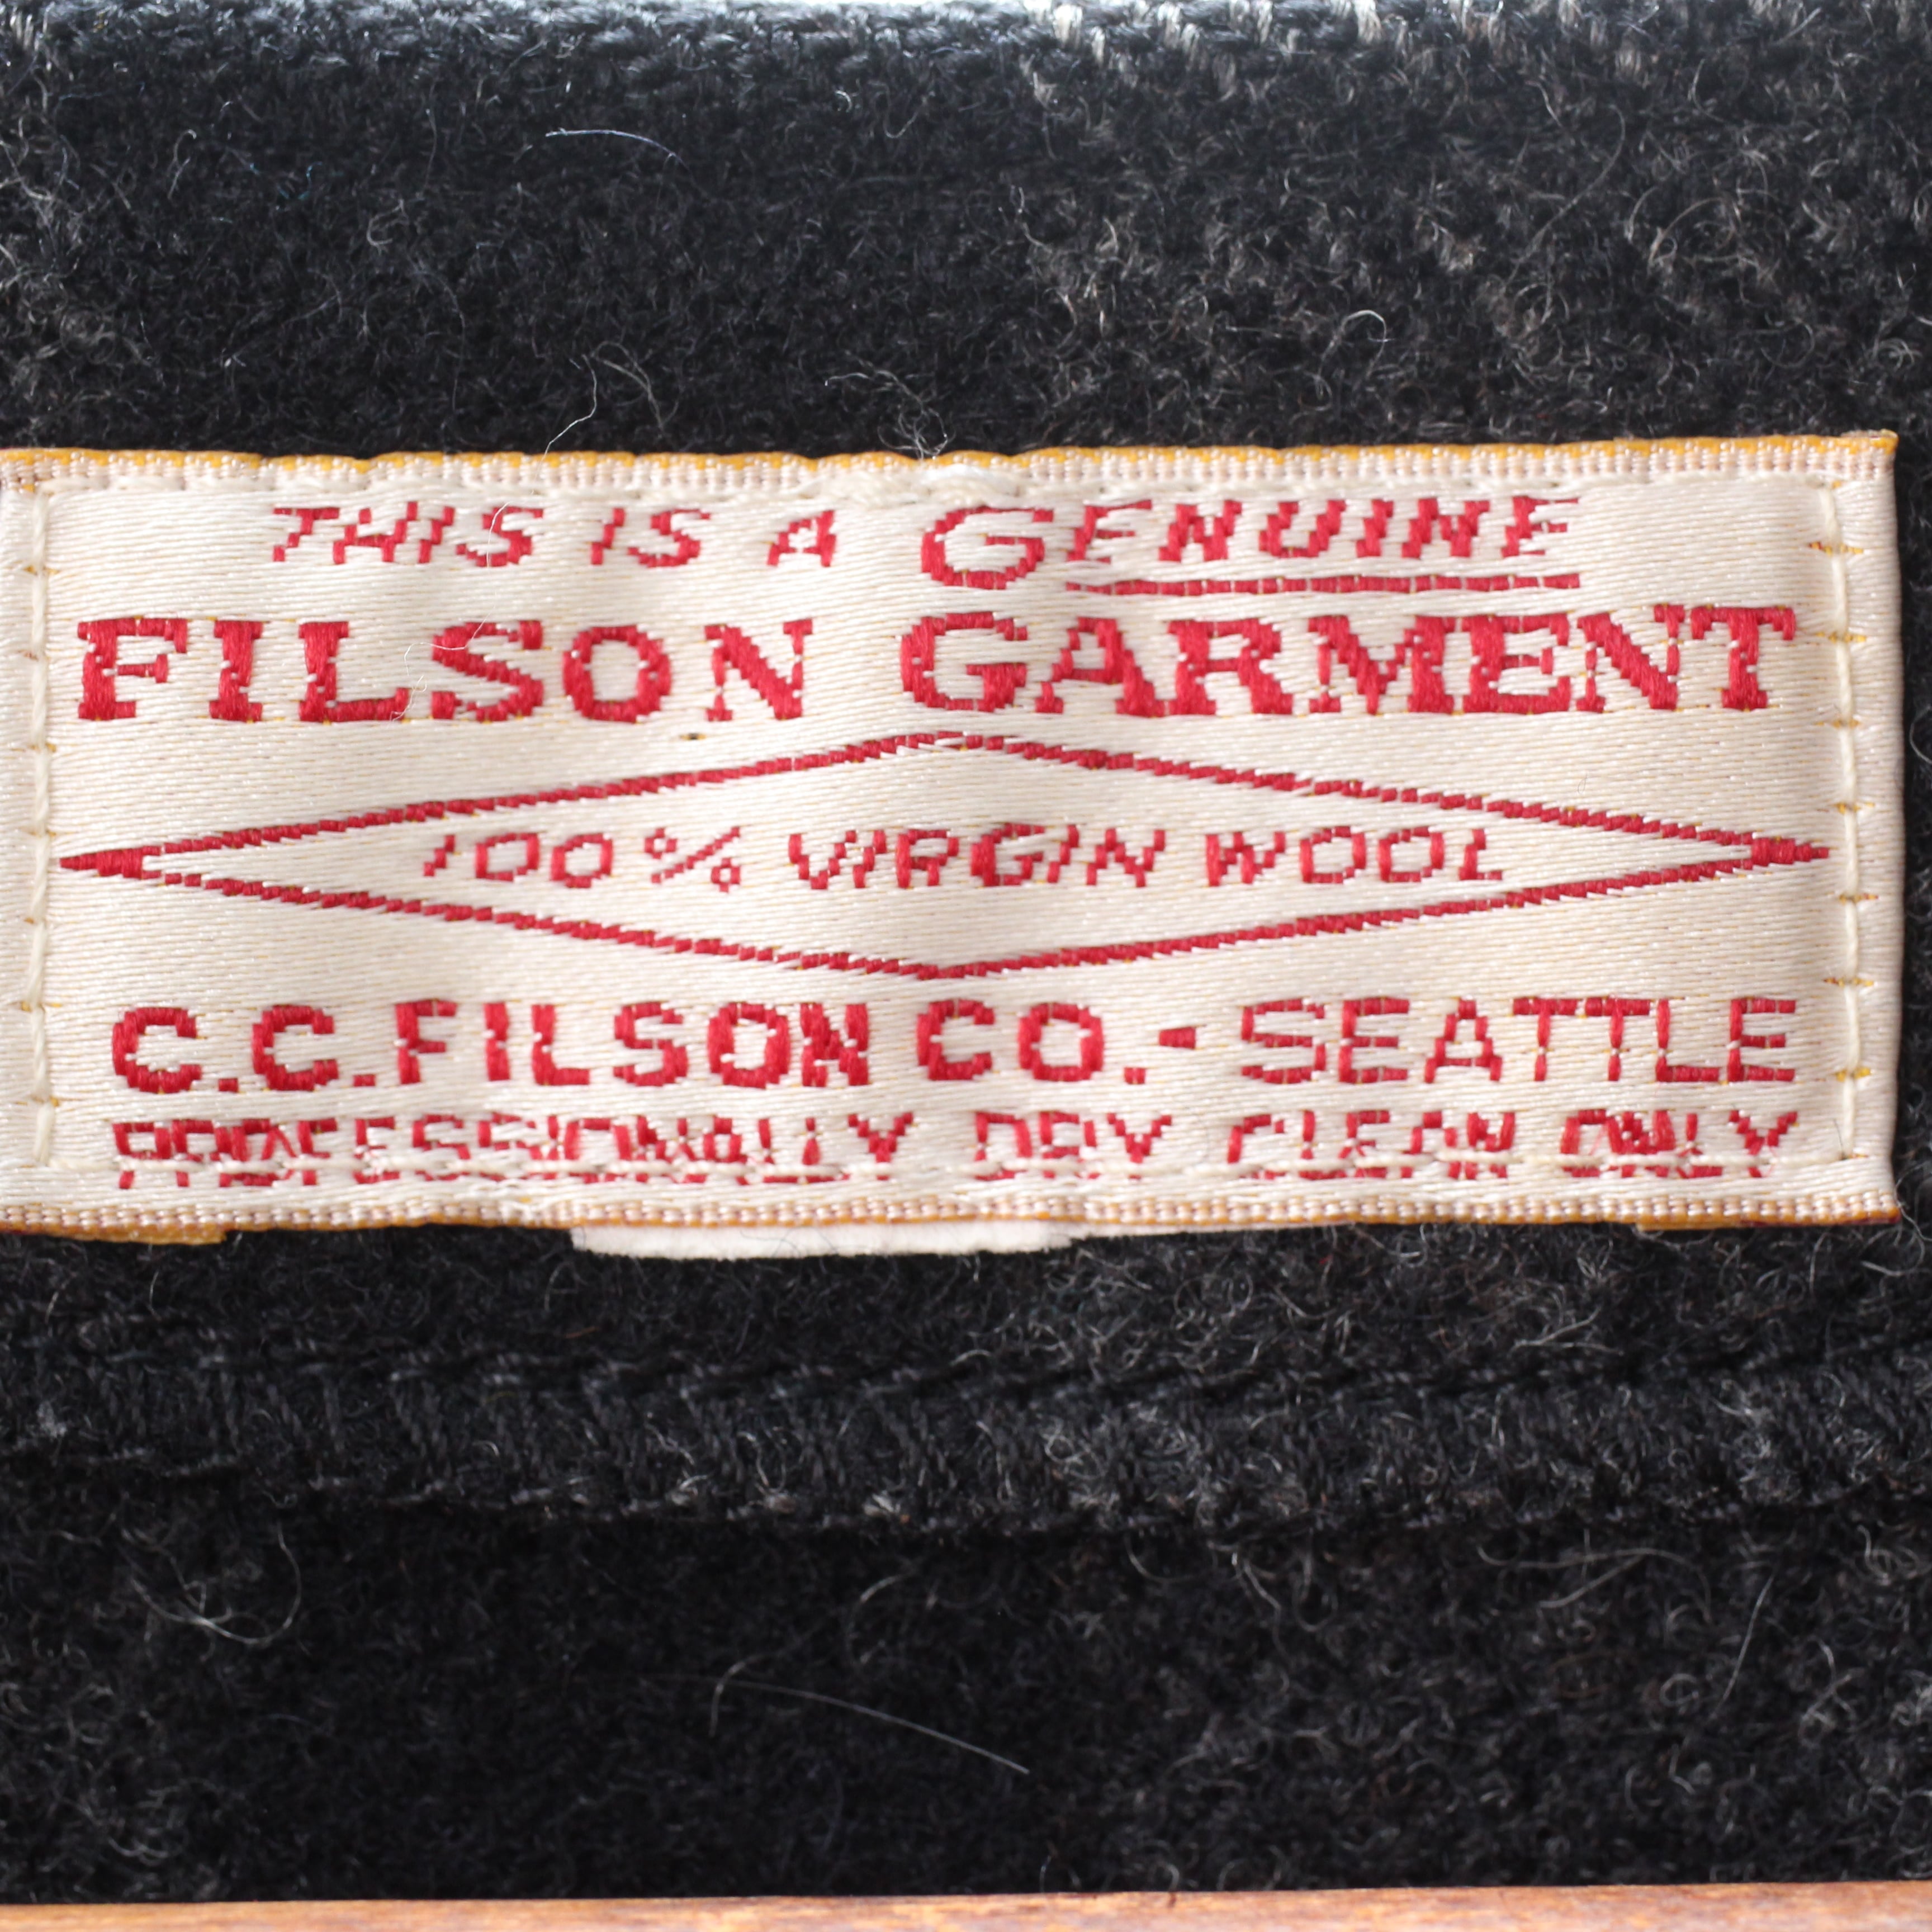 THIS IS A GENUINE
FILSON GARMENT
100% VIRGIN WOOL
C.C.FILSON CO.- SEATTLE
PROFESSIONALLY DRY CLEAN ONLY